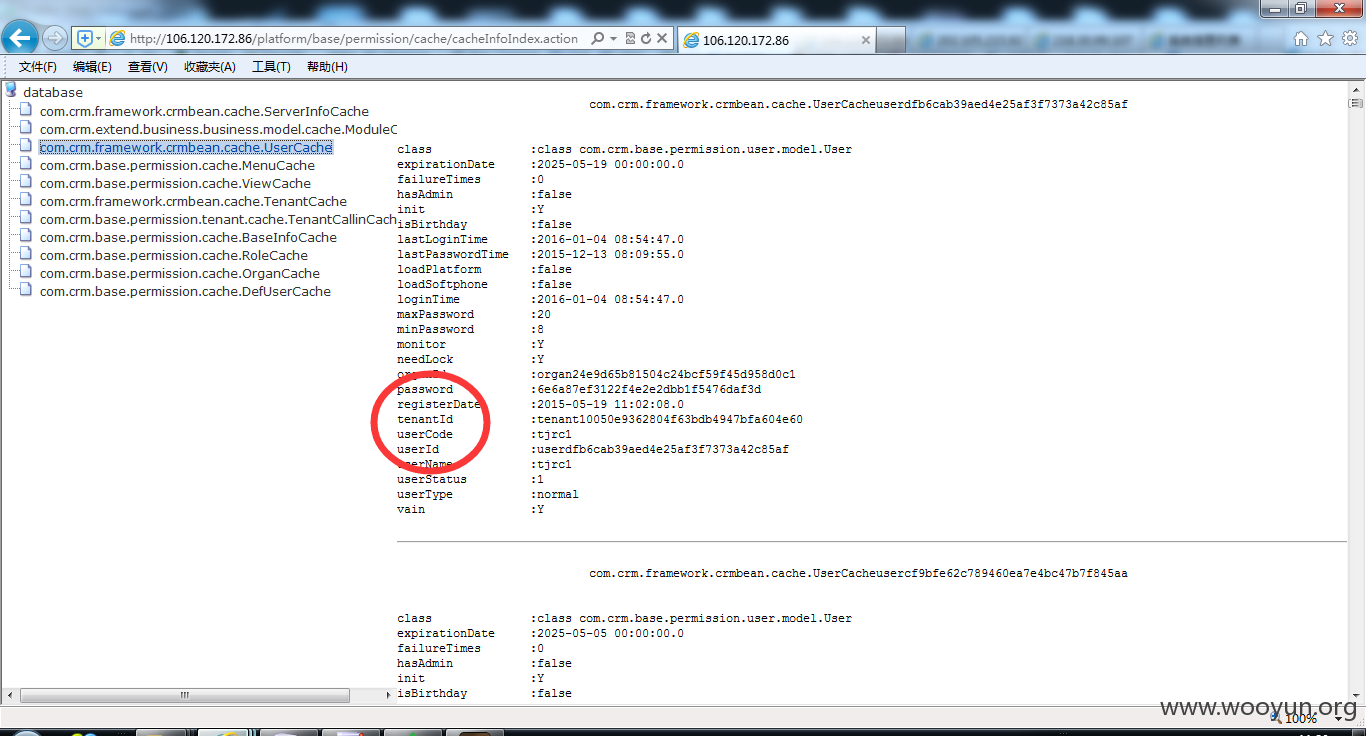 http://106.120.172.86/platform/base/permission/cache/cacheInfoIndex.action
106.120.172.86
文件(F) 编辑(E) 查看(V) 收藏夹(A) 工具(T) 帮助(H)
database
com.crm.framework.crmbean.cache.ServerInfoCache
com.crm.extend.business.business.model.cache.ModuleC
com.crm.framework.crmbean.cache.UserCache
com.crm.base.permission.cache.MenuCache
com.crm.base.permission.cache.ViewCache
com.crm.framework.crmbean.cache.TenantCache
com.crm.base.permission.tenant.cache.TenantCallinCach
com.crm.base.permission.cache.BaseInfoCache
com.crm.base.permission.cache.RoleCache
com.crm.base.permission.cache.OrganCache
com.crm.base.permission.cache.DefUserCache
com.crm.framework.crmbean.cache.UserCacheuserdfb6cab39aed4e25af3f7373a42c85af
class :class com.crm.base.permission.user.model.User
expirationDate :2025-05-19 00:00:00.0
failureTimes :0
hasAdmin :false
init :Y
isBirthday :false
lastLoginTime :2016-01-04 08:54:47.0
lastPasswordTime :2015-12-13 08:09:55.0
loadPlatform :false
loadSoftphone :false
loginTime :2016-01-04 08:54:47.0
maxPassword :20
minPassword :8
monitor :Y
needLock :Y
organId :organ24e9d65b81504c24bcf59f45d958d0c1
password :6e6a87ef3122f4e2e2dbb1f5476daf3d
registerDate :2015-05-19 11:02:08.0
tenantId :tenant10050e9362804f63bdb4947bfa604e60
userCode :tjrc1
userId :userdfb6cab39aed4e25af3f7373a42c85af
userName :tjrc1
userStatus :1
userType :normal
vain :Y
com.crm.framework.crmbean.cache.UserCacheusercf9bfe62c789460ea7e4bc47b7f845aa
class :class com.crm.base.permission.user.model.User
expirationDate :2025-05-05 00:00:00.0
failureTimes :0
hasAdmin :false
init :Y
isBirthday :false
www.wooyun.org
100%